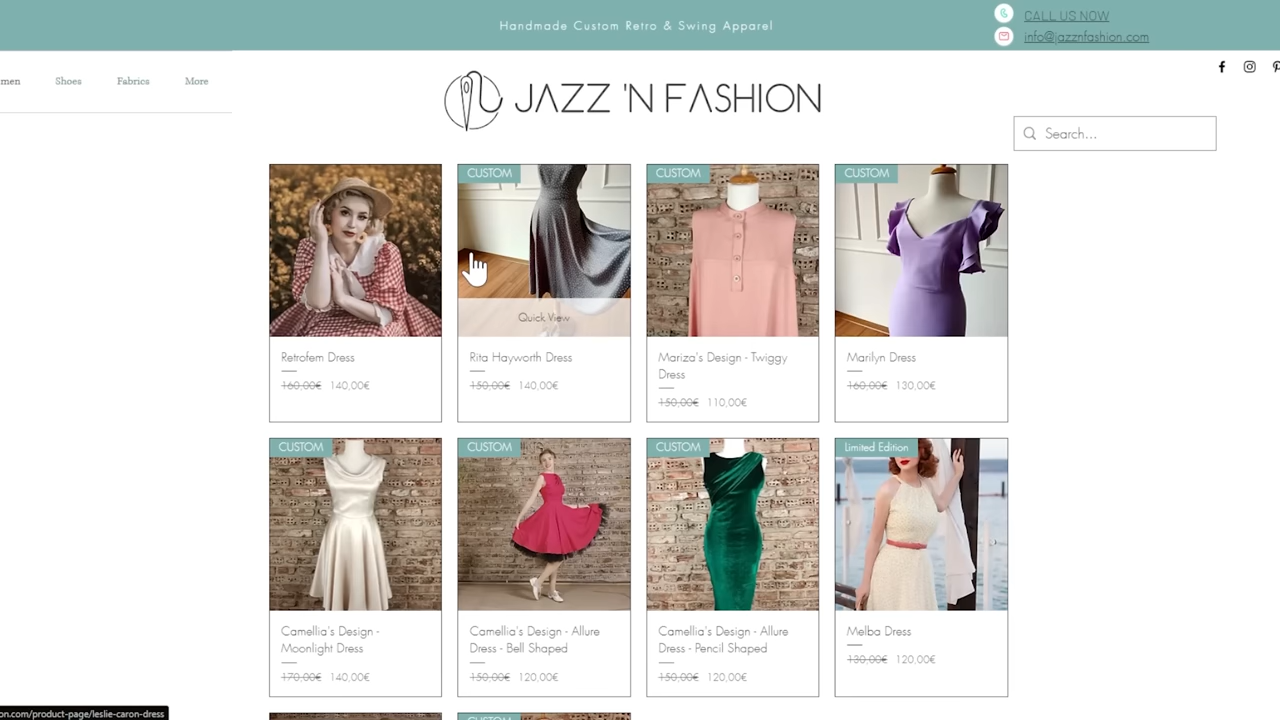 Handmade Custom Retro & Swing Apparel
CALL US NOW
info@jazznfashion.com
men
Shoes
Fabrics
More
JAZZ 'N FASHION
Search...
CUSTOM
CUSTOM
CUSTOM
Quick View
Retrofem Dress
160,00€ 140,00€
Rita Hayworth Dress
150,00€ 140,00€
Mariza's Design - Twiggy
Dress
150,00€ 110,00€
Marilyn Dress
160,00€ 130,00€
CUSTOM
CUSTOM
CUSTOM
Limited Edition
Camellia's Design -
Moonlight Dress
170,00€ 140,00€
Camellia's Design - Allure
Dress - Bell Shaped
150,00€ 120,00€
Camellia's Design - Allure
Dress - Pencil Shaped
150,00€ 120,00€
Melba Dress
130,00€ 120,00€
CUSTOM
on.com/product-page/leslie-caron-dress